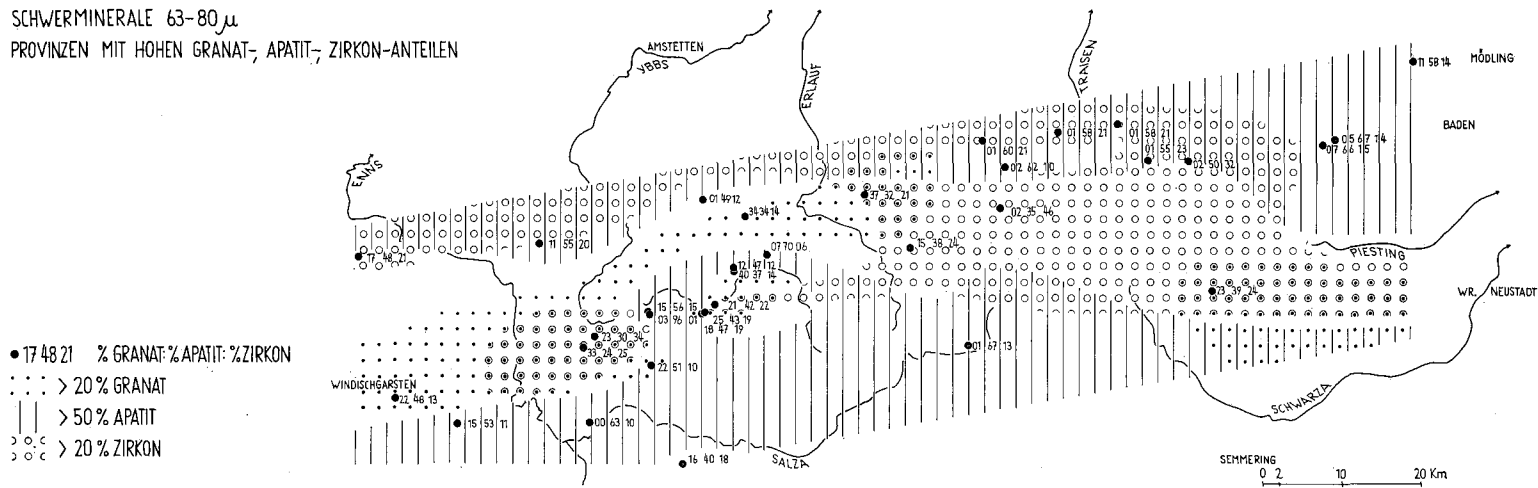 SCHWERMINERALE 63-80µ
PROVINZEN MIT HOHEN GRANAT-, APATIT-, ZIRKON-ANTEILEN
AMSTETTEN
YBBS
ERLAUF
TRAISEN
11 58 14
MÖDLING
BADEN
ENNS
01 60 21
01 58 21
01 58 21
05 67 14
07 66 15
01 55 23
02 50 32
02 62 10
01 49 12
37 32 21
34 34 14
02 35 46
11 55 20
17 48 21
07 70 06
15 38 24
PIESTING
12 47 12
40 37 14
23 39 24
WR. NEUSTADT
15 56 15
03 96 01
21 42 22
25 43 19
18 47 19
23 30 34
33 24 25
01 67 13
22 51 10
● 17 48 21 % GRANAT: % APATIT: % ZIRKON
> 20 % GRANAT
> 50 % APATIT
> 20 % ZIRKON
WINDISCHGARSTEN
22 48 13
15 53 11
00 63 10
SCHWARZA
16 40 18
SALZA
SEMMERING
0 2 10 20 Km